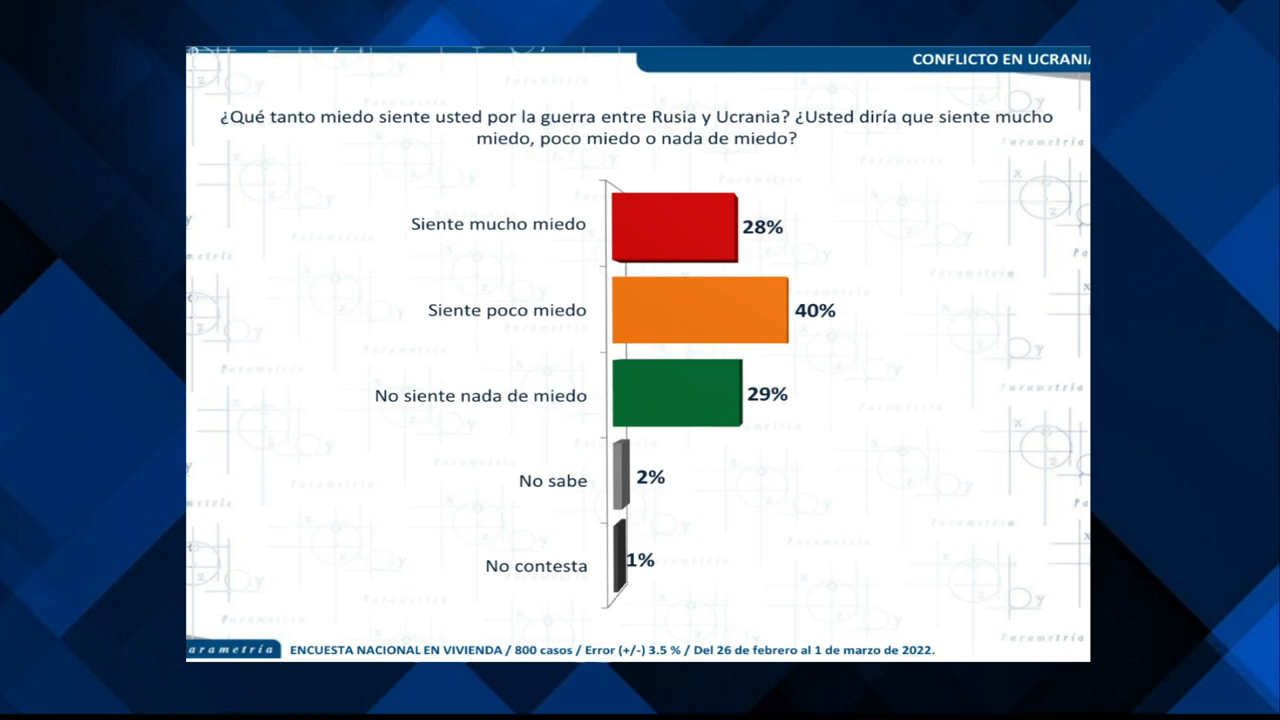 CONFLICTO EN UCRANIA
¿Qué tanto miedo siente usted por la guerra entre Rusia y Ucrania? ¿Usted diría que siente mucho
miedo, poco miedo o nada de miedo?
Siente mucho miedo 28%
Siente poco miedo 40%
No siente nada de miedo 29%
No sabe 2%
No contesta 1%
arametría ENCUESTA NACIONAL EN VIVIENDA / 800 casos / Error (+/-) 3.5 % / Del 26 de febrero al 1 de marzo de 2022.